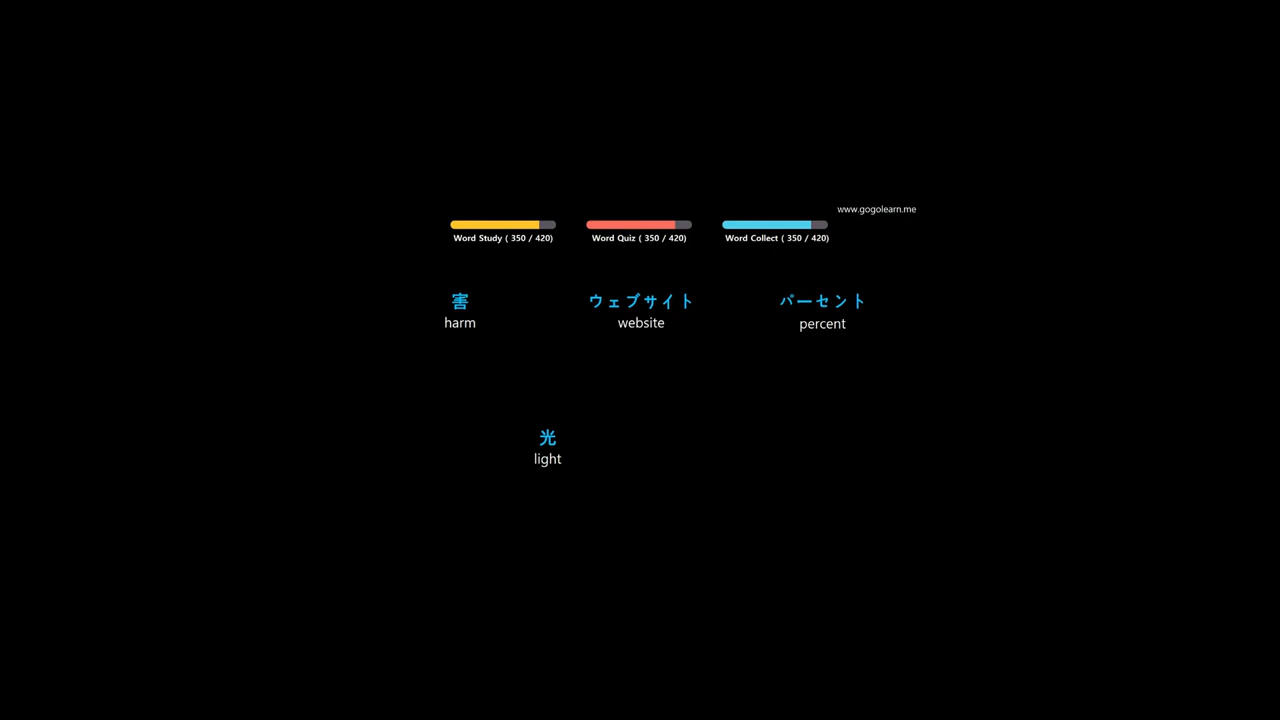 www.gogolearn.me
Word Study ( 350 / 420)
Word Quiz ( 350 / 420)
Word Collect ( 350 / 420)
害
harm
ウェブサイト
website
パーセント
percent
光
light